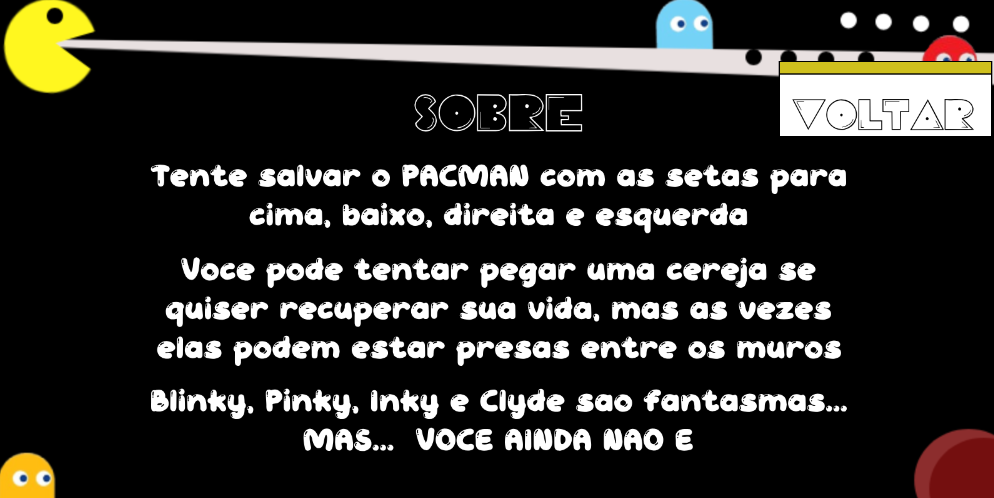 SOBRE
VOLTAR
Tente salvar o PACMAN com as setas para
cima, baixo, direita e esquerda
Voce pode tentar pegar uma cereja se
quiser recuperar sua vida, mas as vezes
elas podem estar presas entre os muros
Blinky, Pinky, Inky e Clyde sao fantasmas...
MAS... VOCE AINDA NAO E